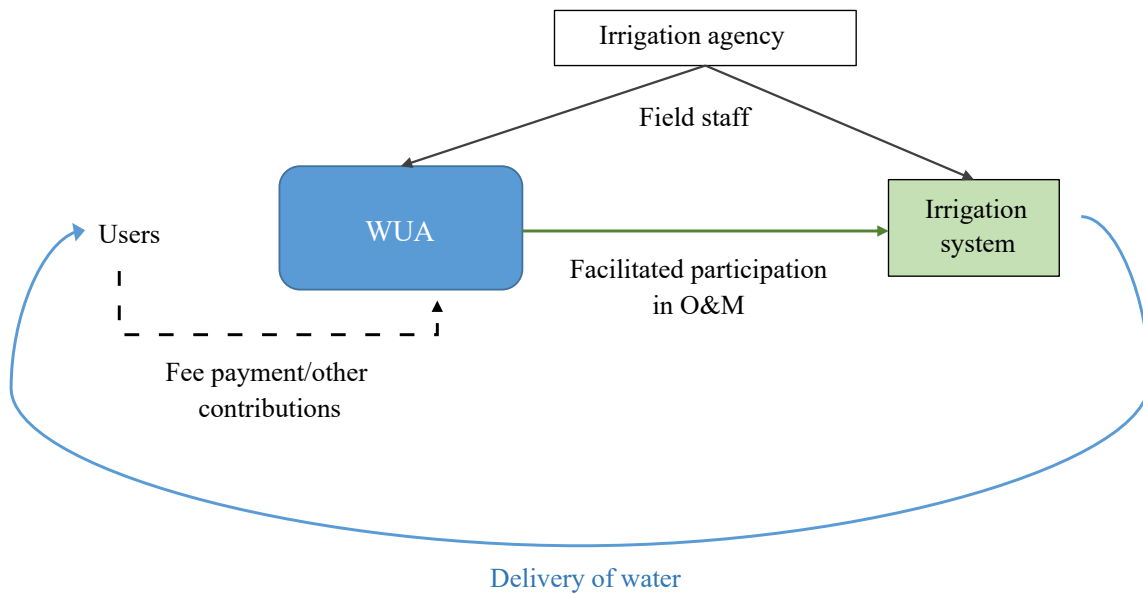 Irrigation agency
Field staff
Users
WUA
Irrigation
system
Facilitated participation
in O&M
Fee payment/other
contributions
Delivery of water